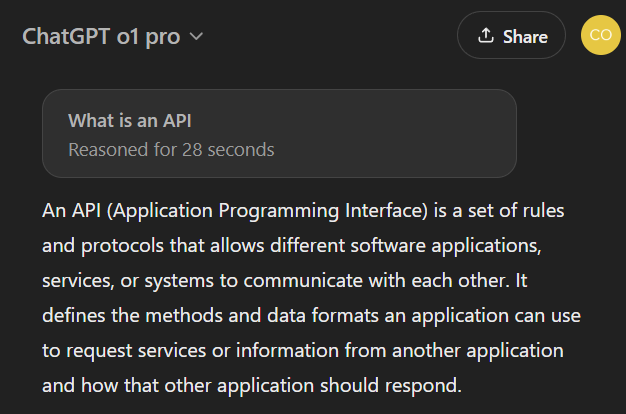 ChatGPT o1 pro
Share
CO
What is an API
Reasoned for 28 seconds
An API (Application Programming Interface) is a set of rules
and protocols that allows different software applications,
services, or systems to communicate with each other. It
defines the methods and data formats an application can use
to request services or information from another application
and how that other application should respond.